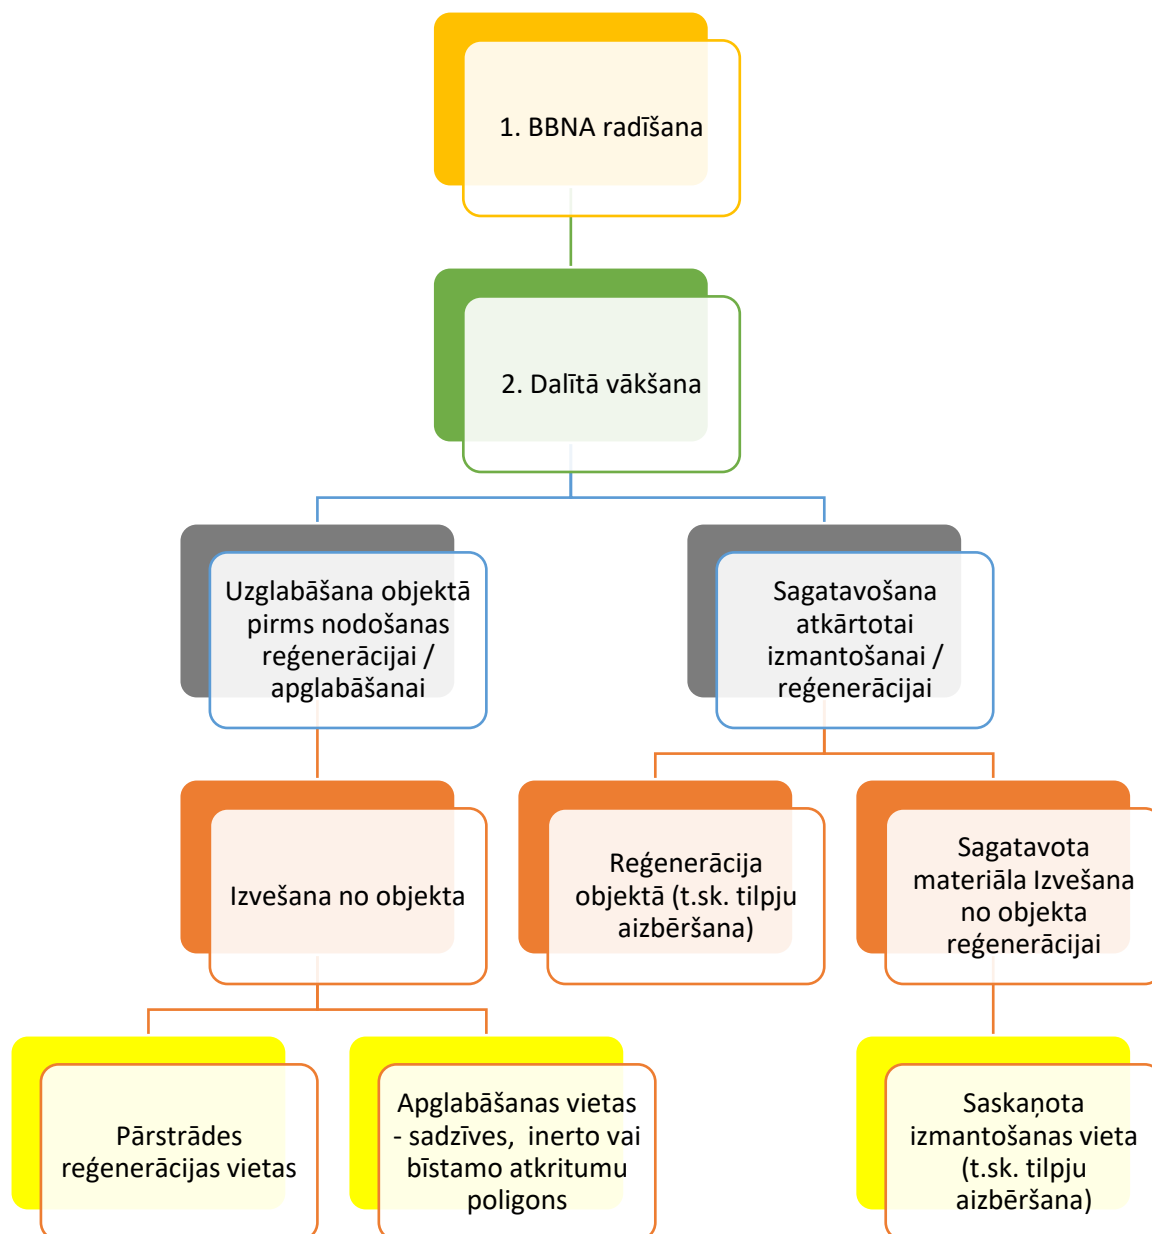 1. BBNA radīšana
2. Dalītā vākšana
Uzglabāšana objektā
pirms nodošanas
reģenerācijai /
apglabāšanai
Sagatavošana
atkārtotai
izmantošanai /
reģenerācijai
Izvešana no objekta
Reģenerācija
objektā (t.sk. tilpju
aizbēršana)
Sagatavota
materiāla Izvešana
no objekta
reģenerācijai
Pārstrādes
reģenerācijas vietas
Apglabāšanas vietas
- sadzīves, inerto vai
bīstamo atkritumu
poligons
Saskaņota
izmantošanas vieta
(t.sk. tilpju
aizbēršana)